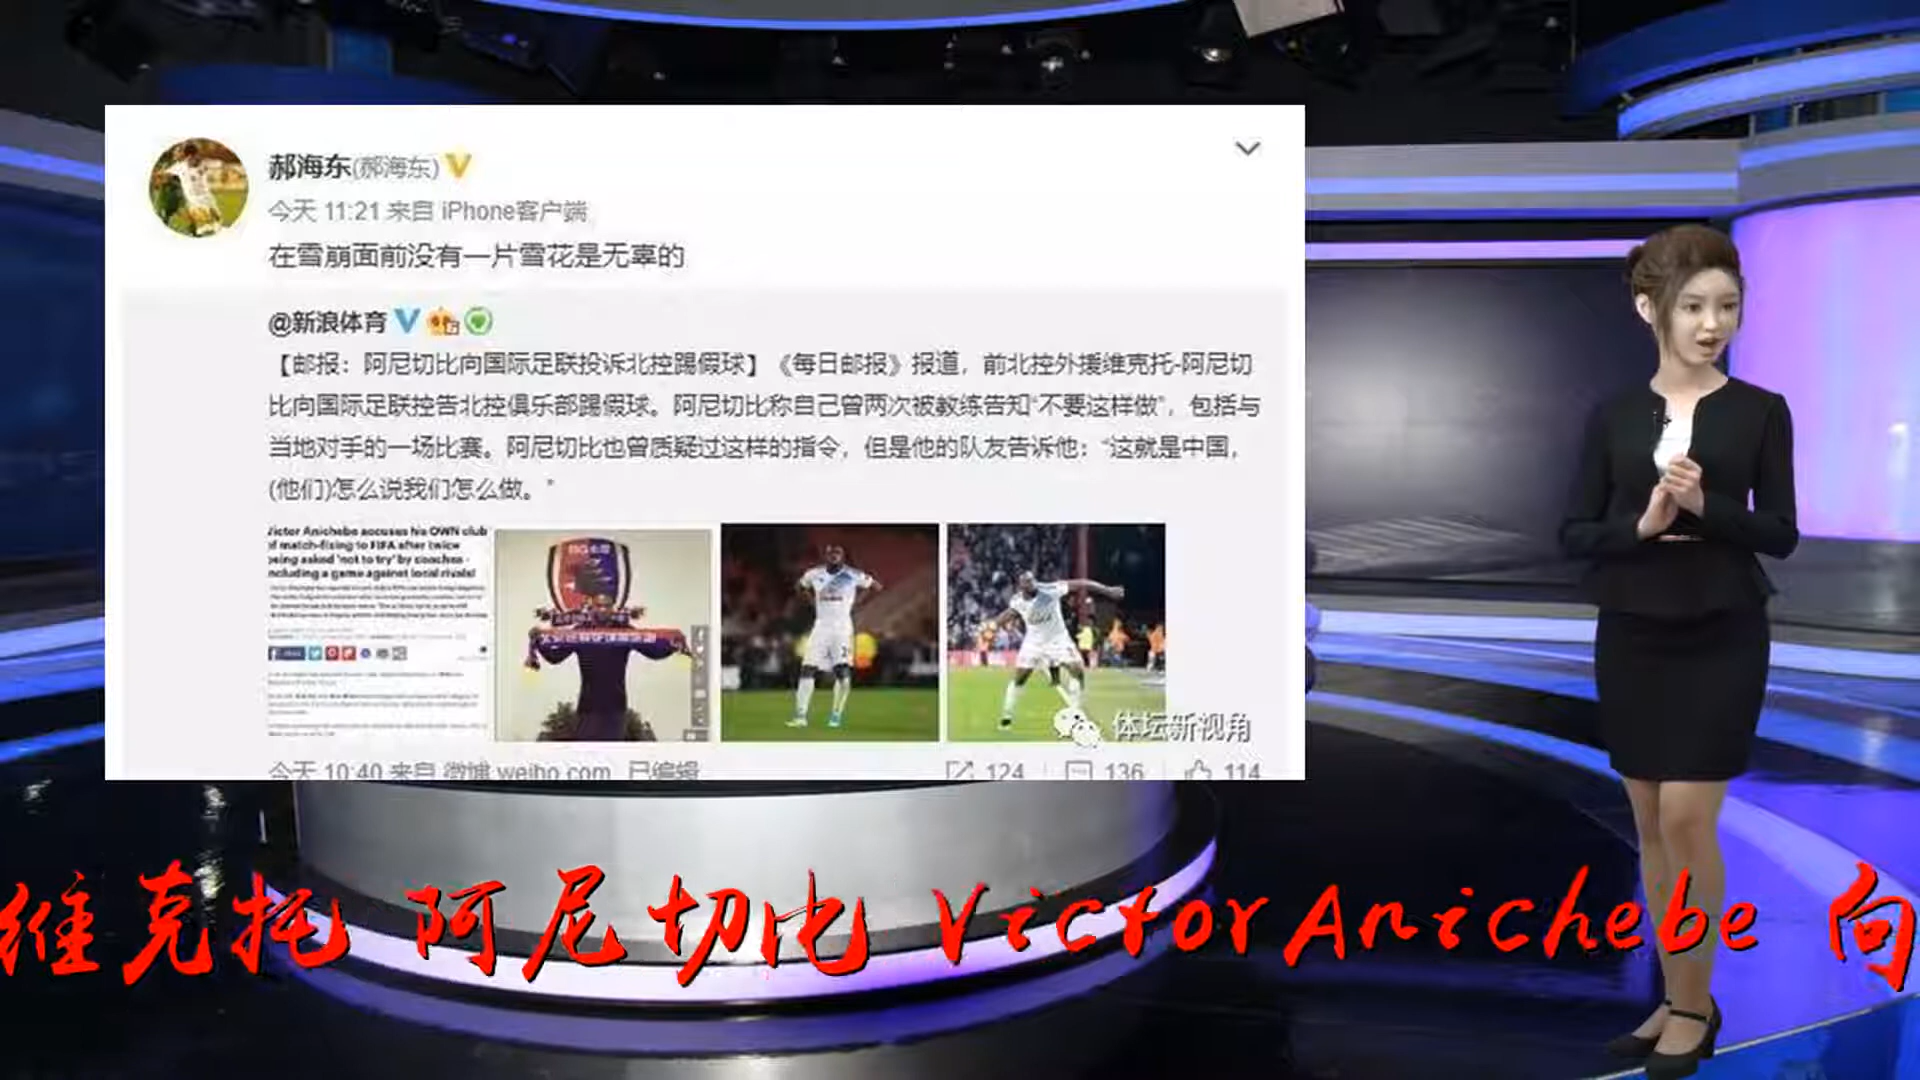 郝海东(郝海东)
今天 11:21 来自 iPhone客户端
在雪崩面前没有一片雪花是无辜的
@新浪体育
【邮报：阿尼切比向国际足联投诉北控踢假球】《每日邮报》报道，前北控外援维克托-阿尼切
比向国际足联控告北控俱乐部踢假球。阿尼切比称自己曾两次被教练告知“不要这样做”，包括与
当地对手的一场比赛。阿尼切比也曾质疑过这样的指令，但是他的队友告诉他：“这就是中国，
(他们)怎么说我们怎么做。”
Victor Anichebe accuses his OWN club
of match-fixing to FIFA after twice
being asked 'not to try' by coaches -
including a game against local rivals!
体坛新视角
今天 10:40 来自 微博 weibo.com 已编辑
124 136 114
维克托 阿尼切比 Victor Anichebe 向